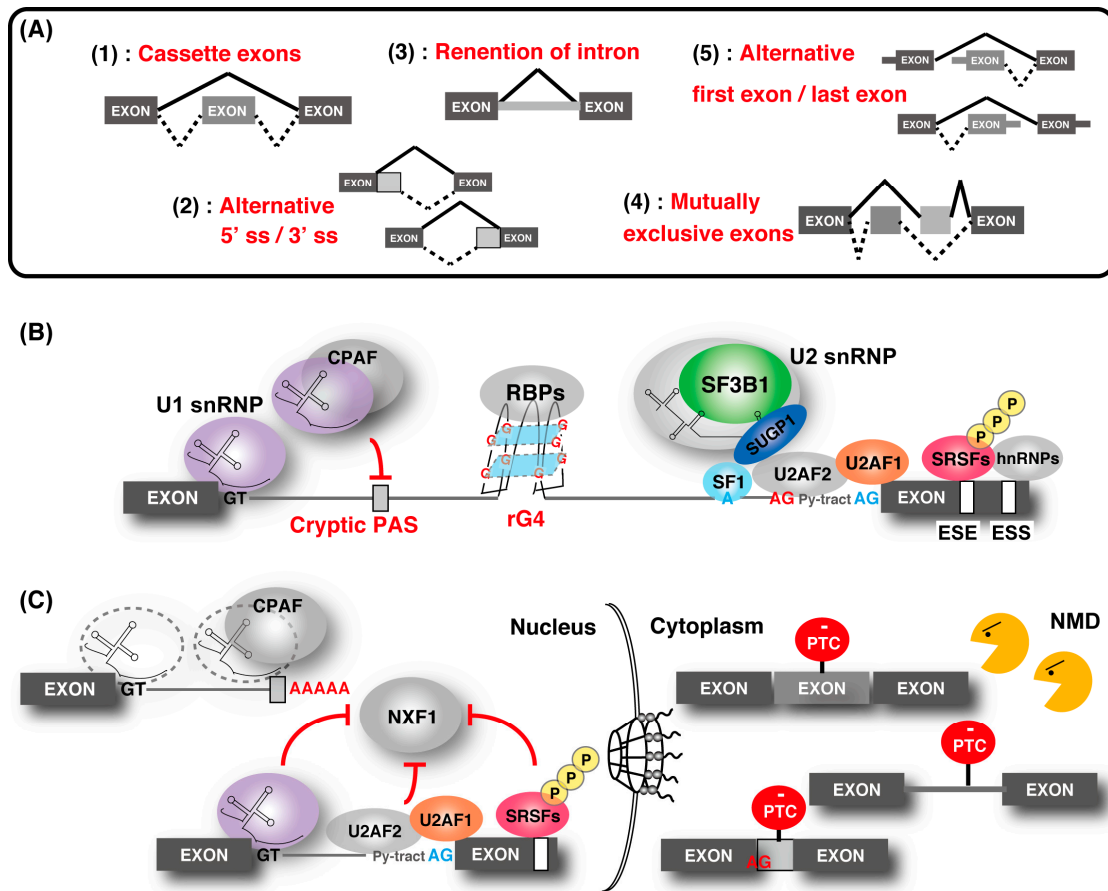 (A)
(1) : Cassette exons
EXON EXON EXON
(3) : Renention of intron
EXON EXON
(5) : Alternative
first exon / last exon
EXON EXON EXON
EXON EXON EXON
(2) : Alternative
5' ss / 3' ss
EXON EXON
EXON EXON
(4) : Mutually
exclusive exons
EXON EXON
(B)
U1 snRNP
CPAF
EXON
GT
Cryptic PAS
RBPs
G G G
G G G
G G G
rG4
U2 snRNP
SF3B1
SUGP1
SF1
A
U2AF2
U2AF1
AG Py-tract AG
P P P
SRSFs
hnRNPs
EXON
ESE ESS
(C)
CPAF
EXON
GT
AAAAA
NXF1
EXON
GT
U2AF2
U2AF1
Py-tract AG
P P P
SRSFs
EXON
Nucleus
Cytoplasm
NMD
-
PTC
EXON EXON EXON
-
PTC
EXON EXON
-
PTC
EXON AG EXON